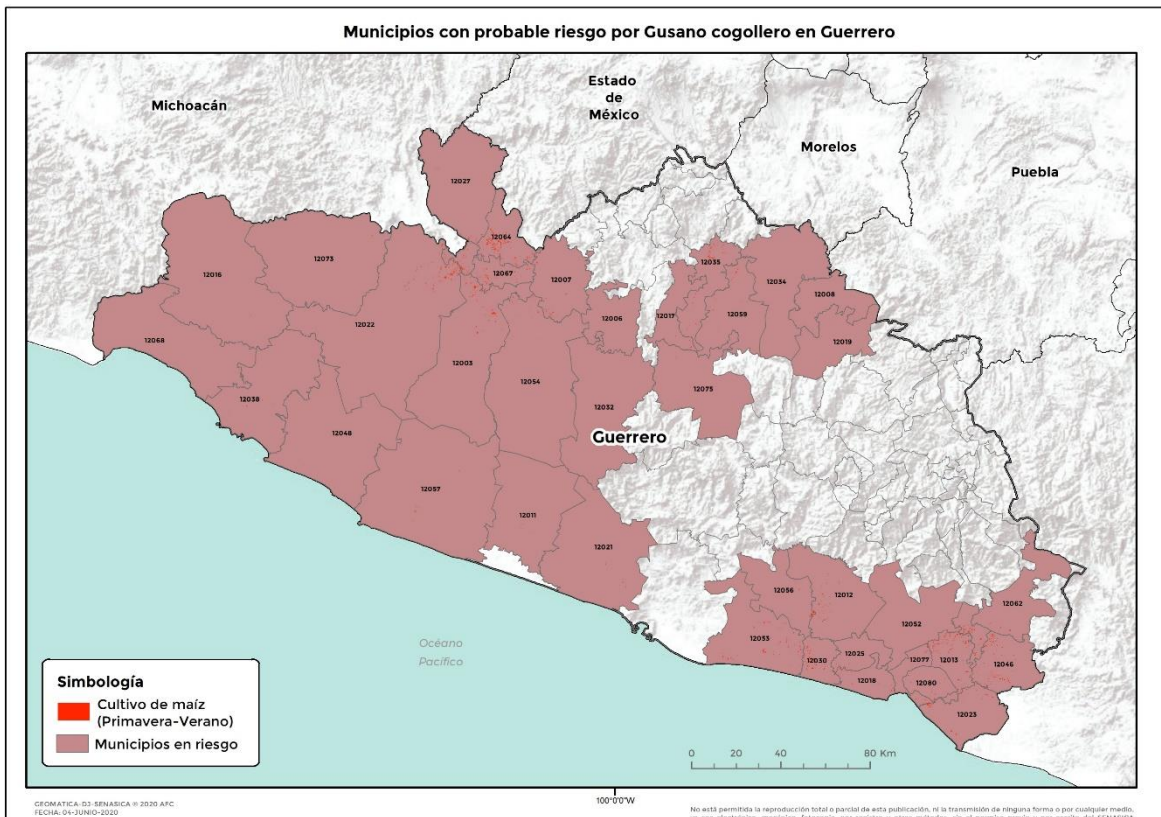 Municipios con probable riesgo por Gusano cogollero en Guerrero
Estado
de
México
Michoacán
Morelos
Puebla
12027
12064
12035
12016
12073
12067
12007
12034
12008
12006
12017
12059
12022
12019
12068
12003
12054
12075
12038
12032
12048
Guerrero
12057
12011
12021
12056
12012
12062
12052
Océano
Pacífico
12053
12025
12030
12077
12013
12046
12018
12080
12023
Simbología
Cultivo de maíz
(Primavera-Verano)
Municipios en riesgo
0 20 40 80 Km
100°0'0"W
GEOMATICA-DJ-SENASICA © 2020 AFC
FECHA: 04-JUNIO-2020
No está permitida la reproducción total o parcial de esta publicación, ni la transmisión de ninguna forma o por cualquier medio,